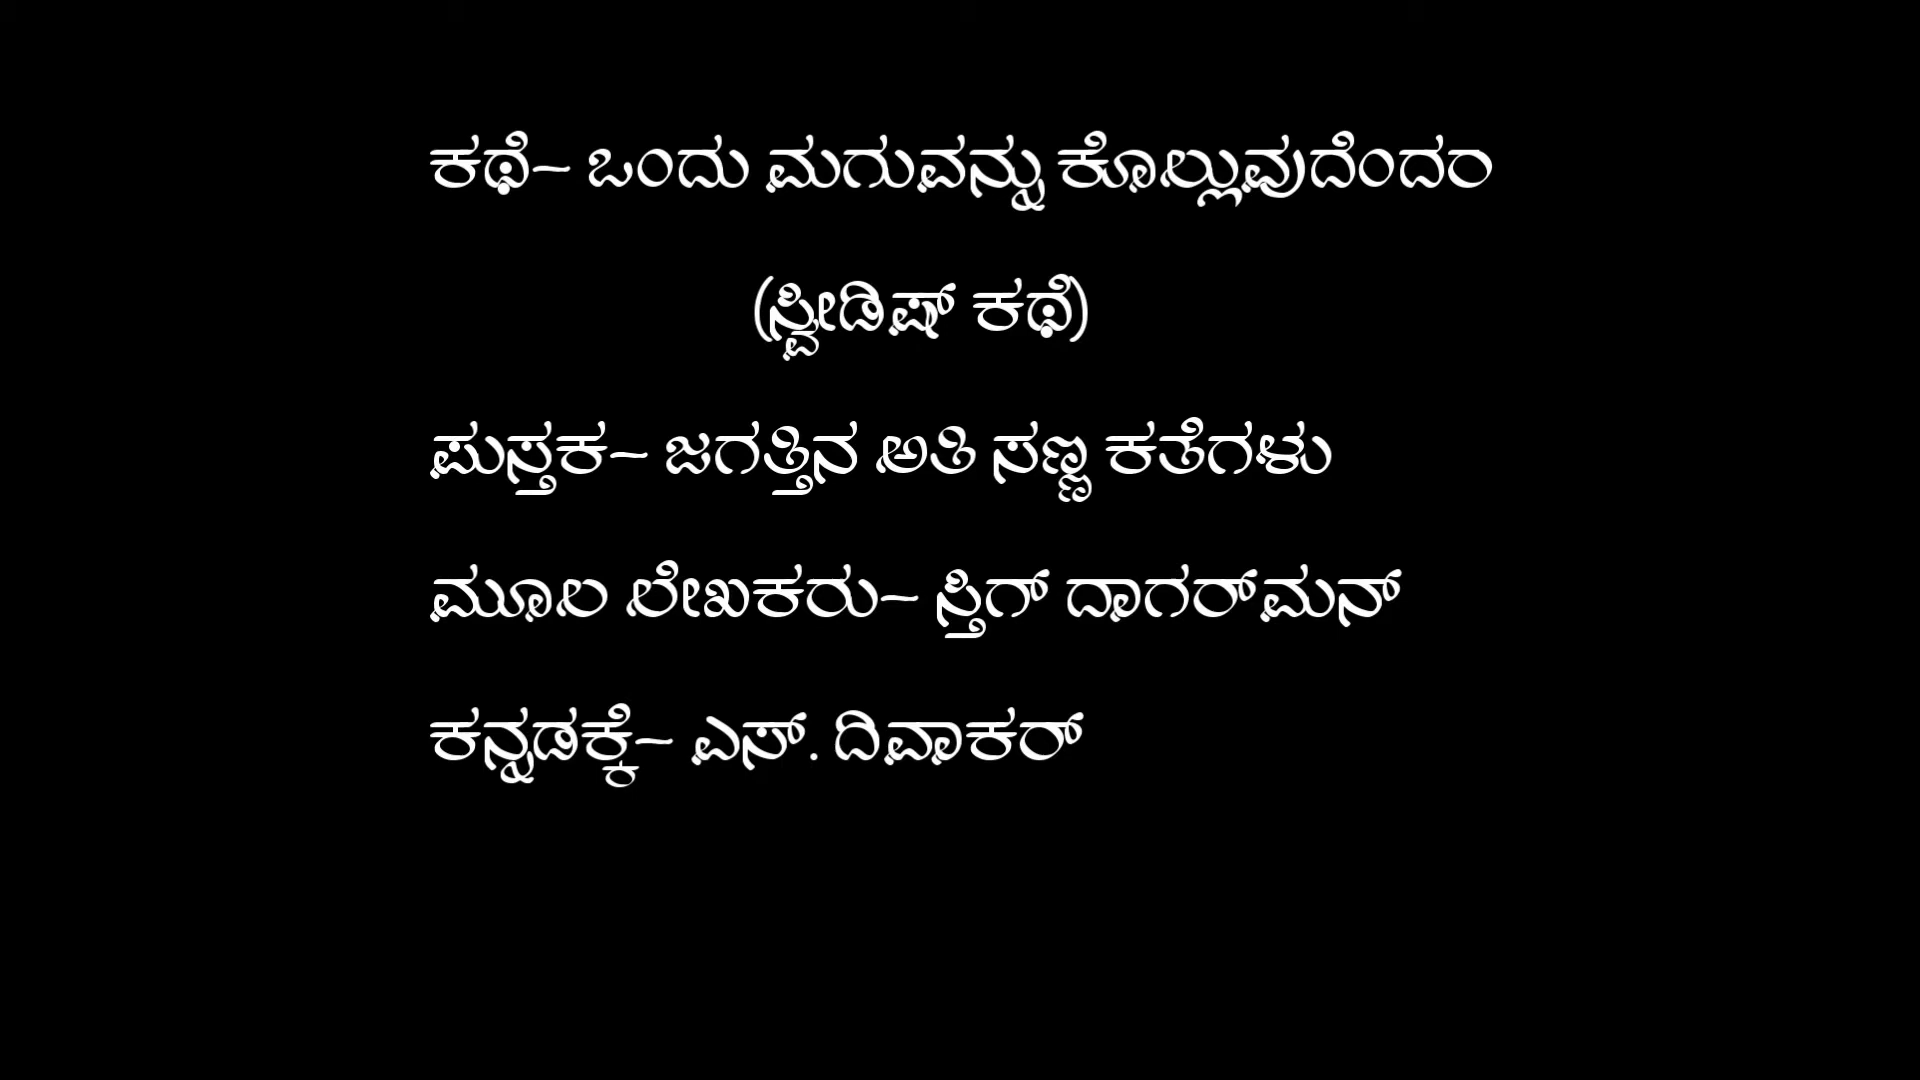 ಕಥೆ– ಒಂದು ಮಗುವನ್ನು ಕೊಲ್ಲುವುದೆಂದರ
(ಸ್ವೀಡಿಷ್ ಕಥೆ)
ಪುಸ್ತಕ– ಜಗತ್ತಿನ ಅತಿ ಸಣ್ಣ ಕತೆಗಳು
ಮೂಲ ಲೇಖಕರು– ಸ್ತಿಗ್ ದಾಗರ್‌ಮನ್
ಕನ್ನಡಕ್ಕೆ– ಎಸ್. ದಿವಾಕರ್